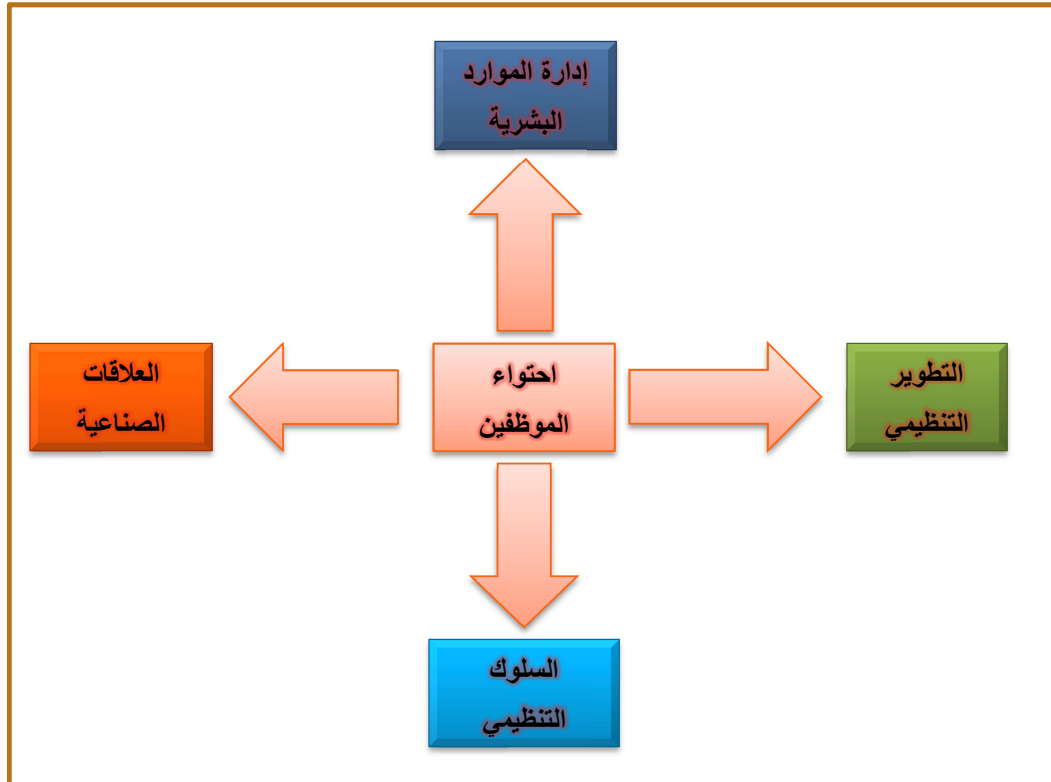 إدارة الموارد
البشرية
التطوير
التنظيمي
احتواء
الموظفين
العلاقات
الصناعية
السلوك
التنظيمي